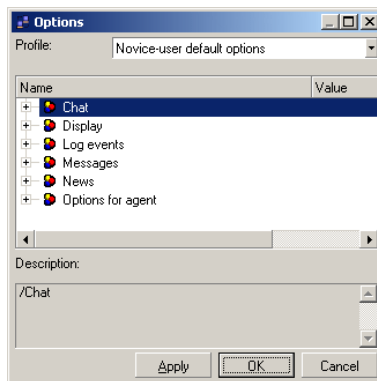 Options
Profile: Novice-user default options
Name Value
Chat
Display
Log events
Messages
News
Options for agent
Description:
/Chat
Apply OK Cancel